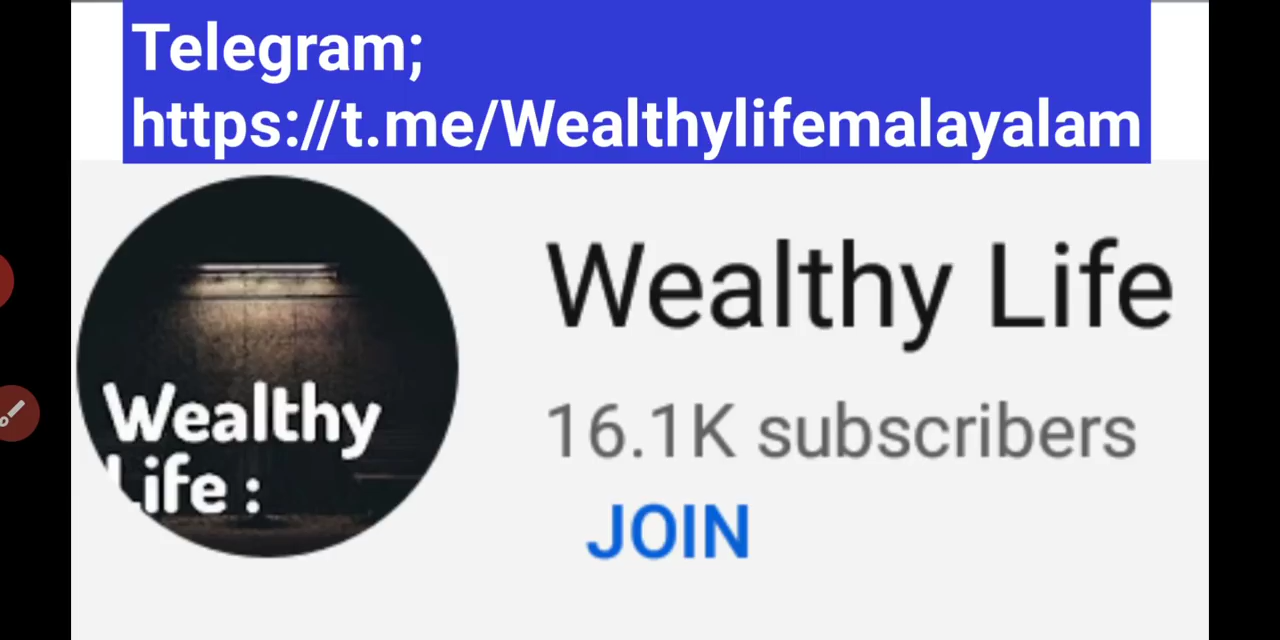 Telegram;
https://t.me/Wealthylifemalayalam
Wealthy Life
16.1K subscribers
JOIN
Wealthy
Life :